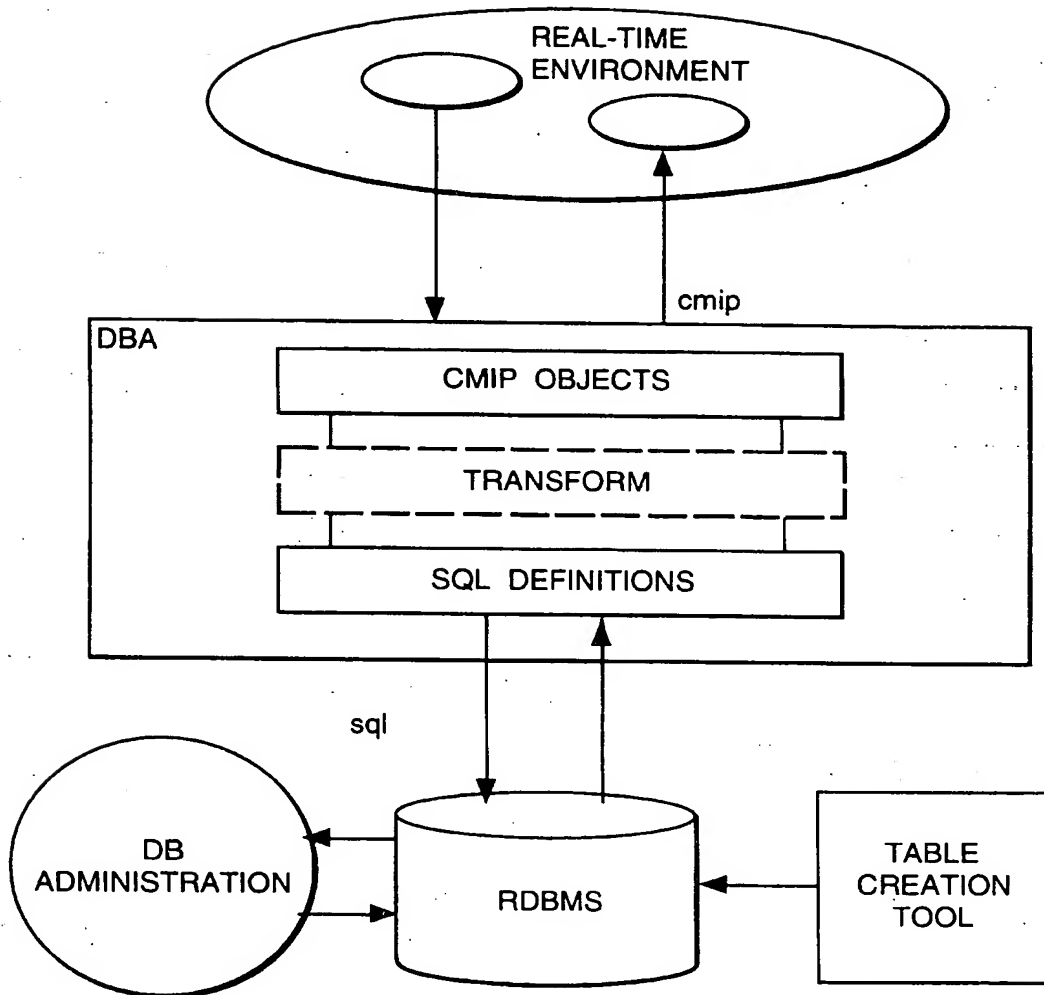 REAL-TIME
ENVIRONMENT
cmip
DBA
CMIP OBJECTS
TRANSFORM
SQL DEFINITIONS
sql
DB
ADMINISTRATION
RDBMS
TABLE
CREATION
TOOL